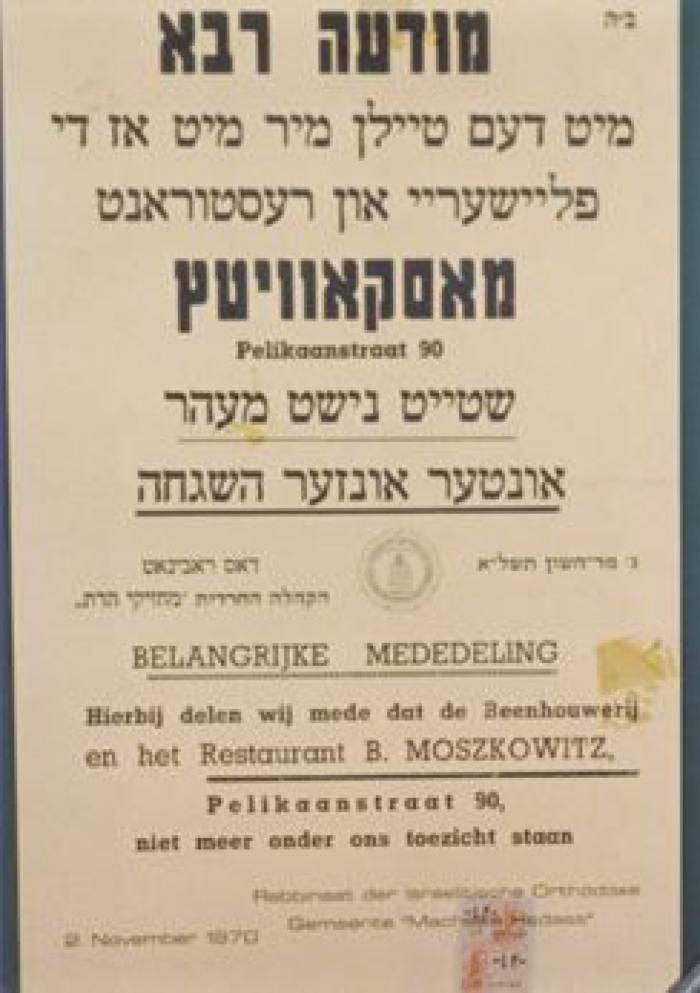 ב״ה
מודעה רבא
מיט דעם טיילן מיר מיט אז די
פליישעריי און רעסטוראנט
מאסקאוויטץ
Pelikaanstraat 90
שטייט נישט מעהר
אונטער אונזער השגחה
ג׳ מר־חשון תשל״א
דאס ראבינאט
הקהלה החרדית ״מחזיקי הדת„
BELANGRIJKE MEDEDELING
Hierbij delen wij mede dat de Beenhouwerij
en het Restaurant B. MOSZKOWITZ,
Pelikaanstraat 90,
niet meer onder ons toezicht staan
Rabbinaat der Israelitische Orthodoxe
Gemeente "Machsike Hadass"
2. November 1970